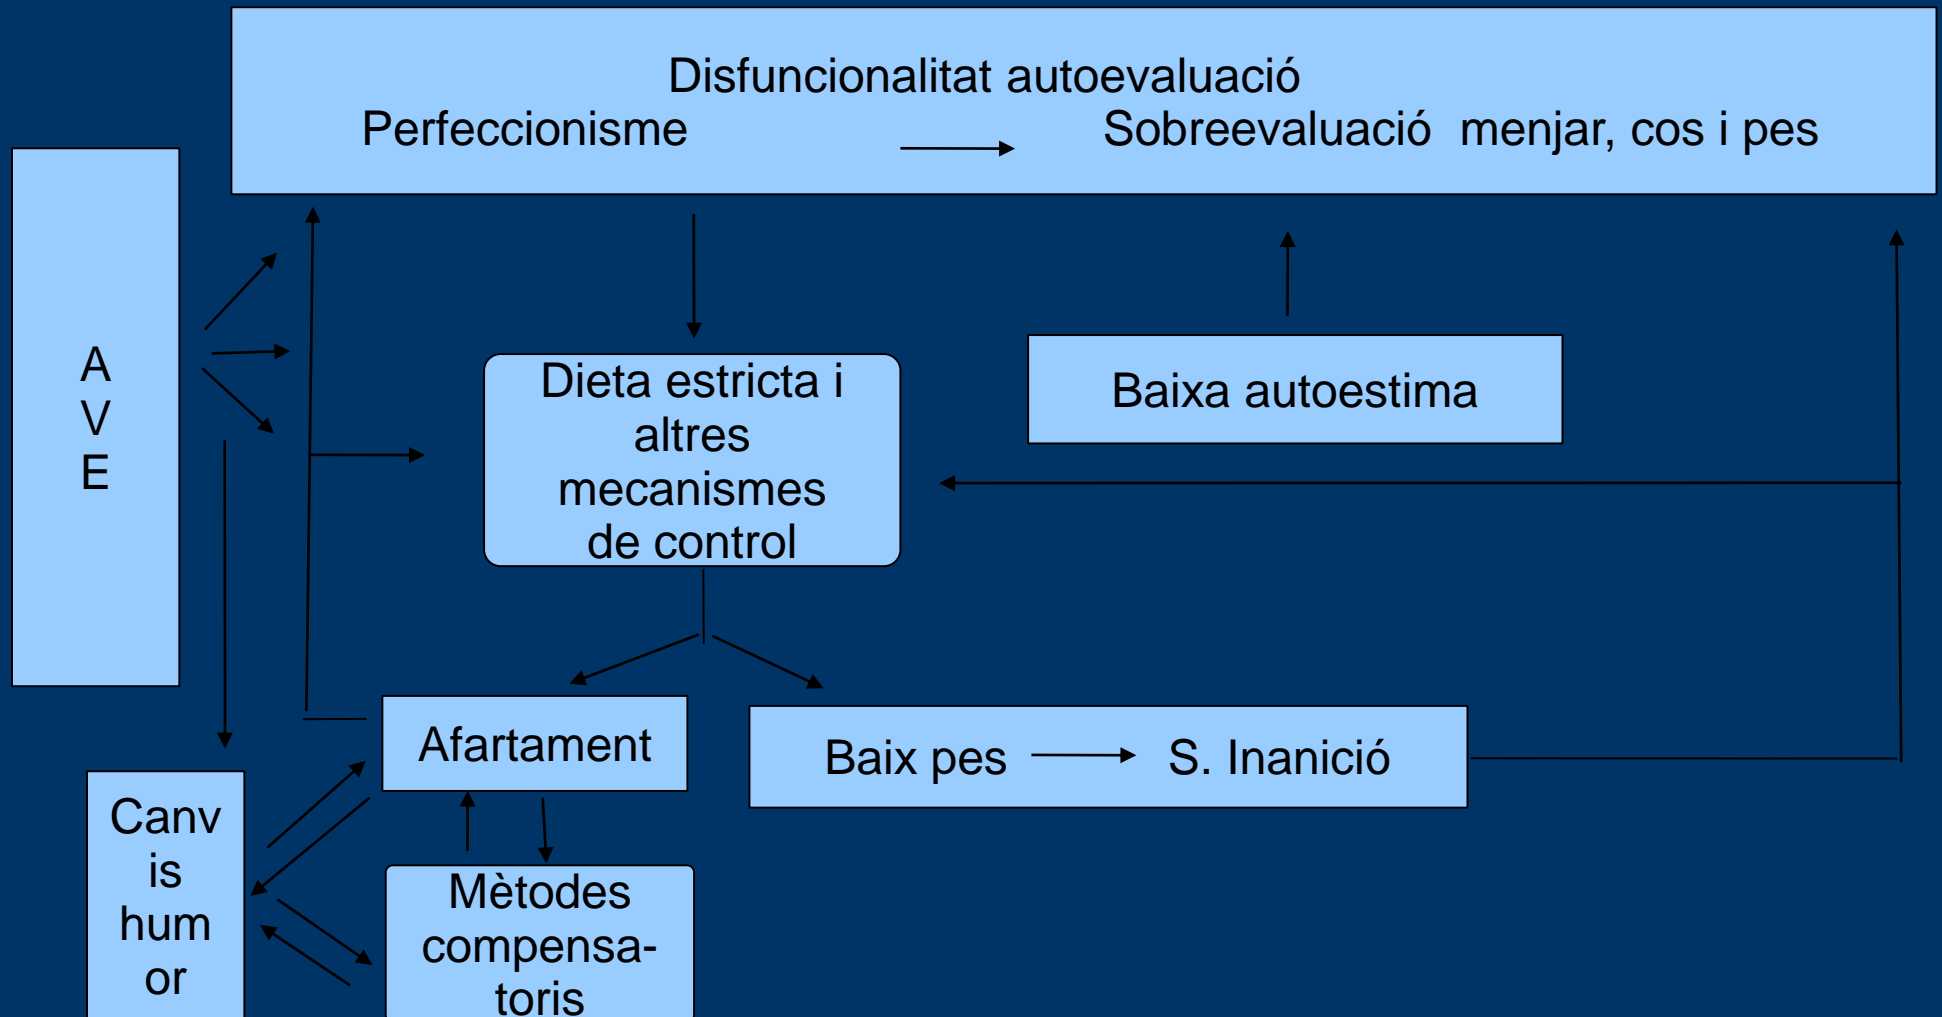 Disfuncionalitat autoevaluació
Perfeccionisme
Sobreevaluació menjar, cos i pes
A
V
E
Dieta estricta i
altres
mecanismes
de control
Baixa autoestima
Afartament
Baix pes
S. Inanició
Canv
is
hum
or
Mètodes
compensa-
toris